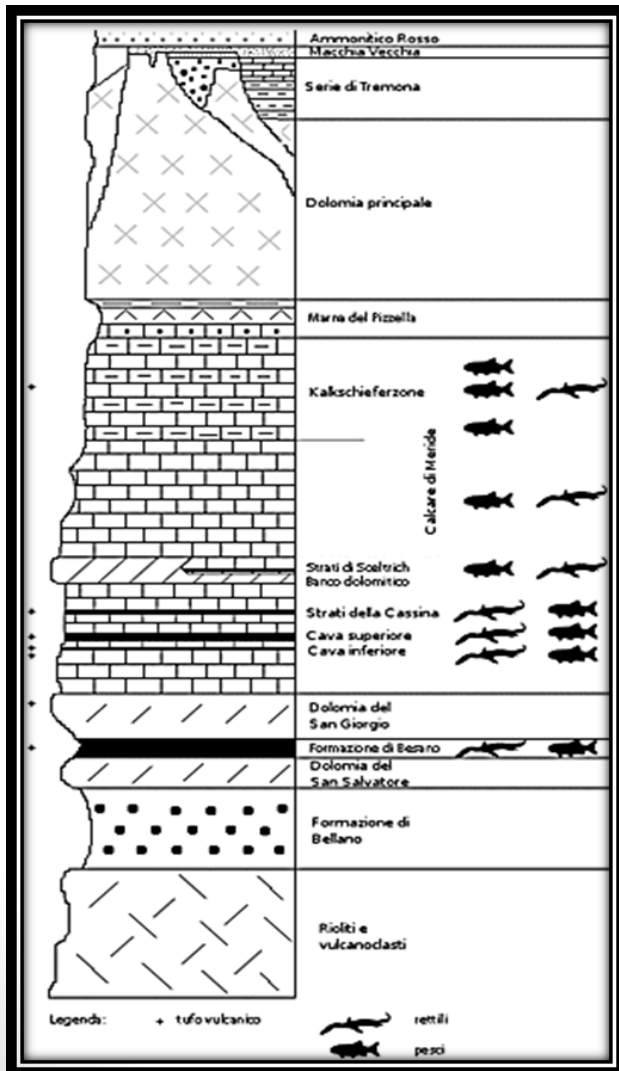 Ammonitico Rosso
Macchia Vecchia
Serie di Tremona
Dolomia principale
Marna del Pizzella
Kalkschieferzone
Calcare di Meride
Strati di Sceltrich
Banco dolomitico
Strati della Cassina
Cava superiore
Cava inferiore
Dolomia del
San Giorgio
Formazione di Besano
Dolomia del
San Salvatore
Formazione di
Bellano
Rioliti e
vulcanoclasti
Legenda: + tufo vulcanico rettili
pesci